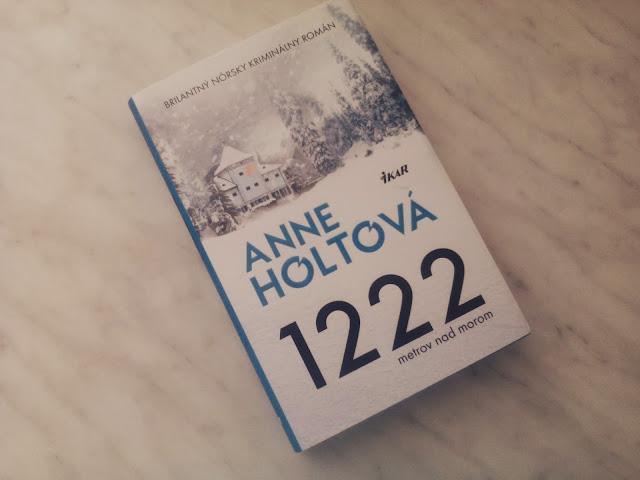 BRILANTNÝ NÓRSKY KRIMINÁLNY ROMÁN
IKAR
ANNE
HOLTOVÁ
1222
metrov nad morom